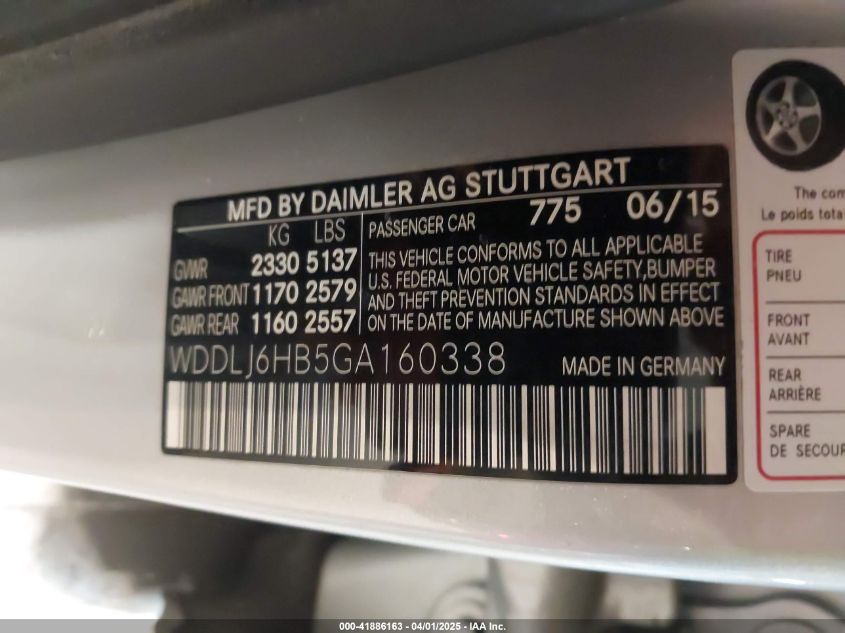 MFD BY DAIMLER AG STUTTGART
KG LBS
GVWR 2330 5137
GAWR FRONT 1170 2579
GAWR REAR 1160 2557
PASSENGER CAR 775 06/15
THIS VEHICLE CONFORMS TO ALL APPLICABLE
U.S. FEDERAL MOTOR VEHICLE SAFETY,BUMPER
AND THEFT PREVENTION STANDARDS IN EFFECT
ON THE DATE OF MANUFACTURE SHOWN ABOVE
WDDLJ6HB5GA160338 MADE IN GERMANY
The com
Le poids tota
TIRE
PNEU
FRONT
AVANT
REAR
ARRIÈRE
SPARE
DE SECOUR
000-41886163 - 04/01/2025 - IAA Inc.